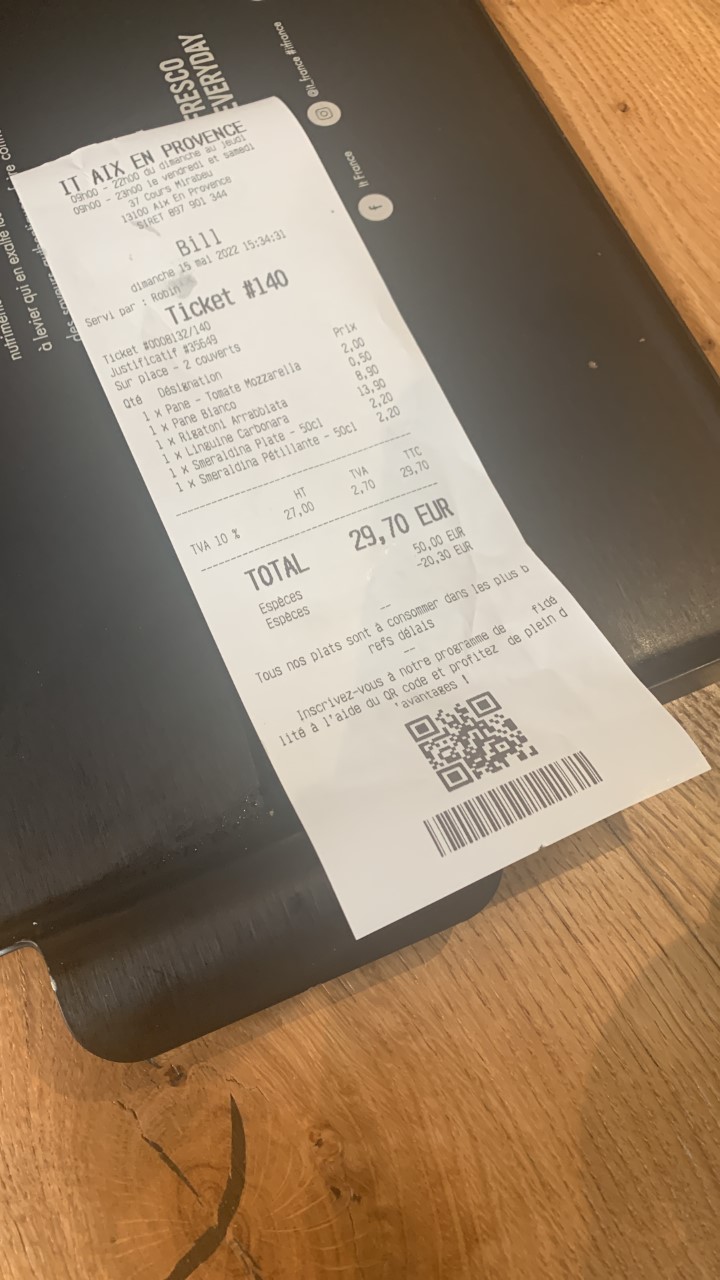 IT AIX EN PROVENCE
09h00 - 22h00 du dimanche au jeudi
09h00 - 23h00 le vendredi et samedi
37 Cours Mirabeau
13100 Aix En Provence
SIRET 897 901 344
Bill
dimanche 15 mai 2022 15:34:31
Servi par : Robin
Ticket #140
Ticket #0008132/140
Justificatif #35649
Sur place - 2 couverts
Qté Désignation Prix
1 x Pane - Tomate Mozzarella 2,00
1 x Pane Bianco 0,50
1 x Rigatoni Arrabbiata 8,90
1 x Linguine Carbonara 13,90
1 x Smeraldina Plate - 50cl 2,20
1 x Smeraldina Pétillante - 50cl 2,20
HT TVA TTC
TVA 10 % 27,00 2,70 29,70
TOTAL 29,70 EUR
Espèces 50,00 EUR
Espèces -20,30 EUR
--
Tous nos plats sont à consommer dans les plus b
refs délais
--
Inscrivez-vous à notre programme de fidé
lité à l'aide du QR code et profitez de plein d
'avantages !
FRESCO
EVERYDAY
@it_france #itfrance
It France
à levier qui en exalte